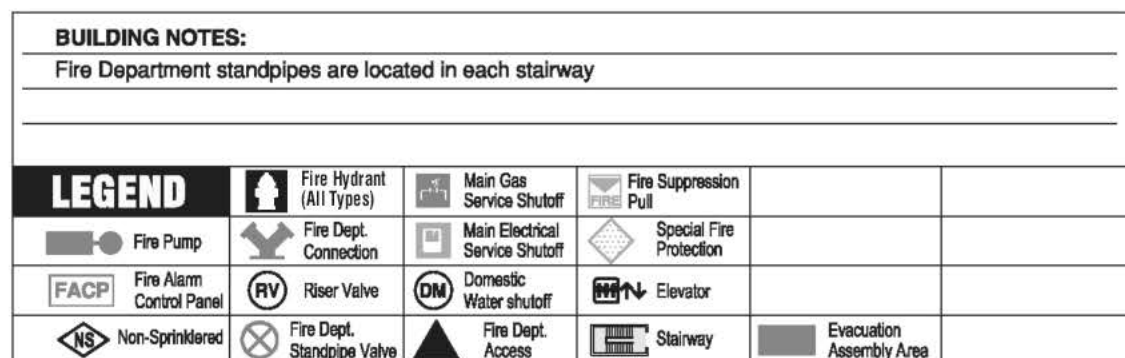 BUILDING NOTES:
Fire Department standpipes are located in each stairway
LEGEND
Fire Hydrant
(All Types)
Main Gas
Service Shutoff
FIRE
Fire Suppression
Pull
Fire Pump
Fire Dept.
Connection
Main Electrical
Service Shutoff
Special Fire
Protection
FACP
Fire Alarm
Control Panel
RV
Riser Valve
DM
Domestic
Water shutoff
Elevator
NS
Non-Sprinklered
Fire Dept.
Standpipe Valve
Fire Dept.
Access
Stairway
Evacuation
Assembly Area